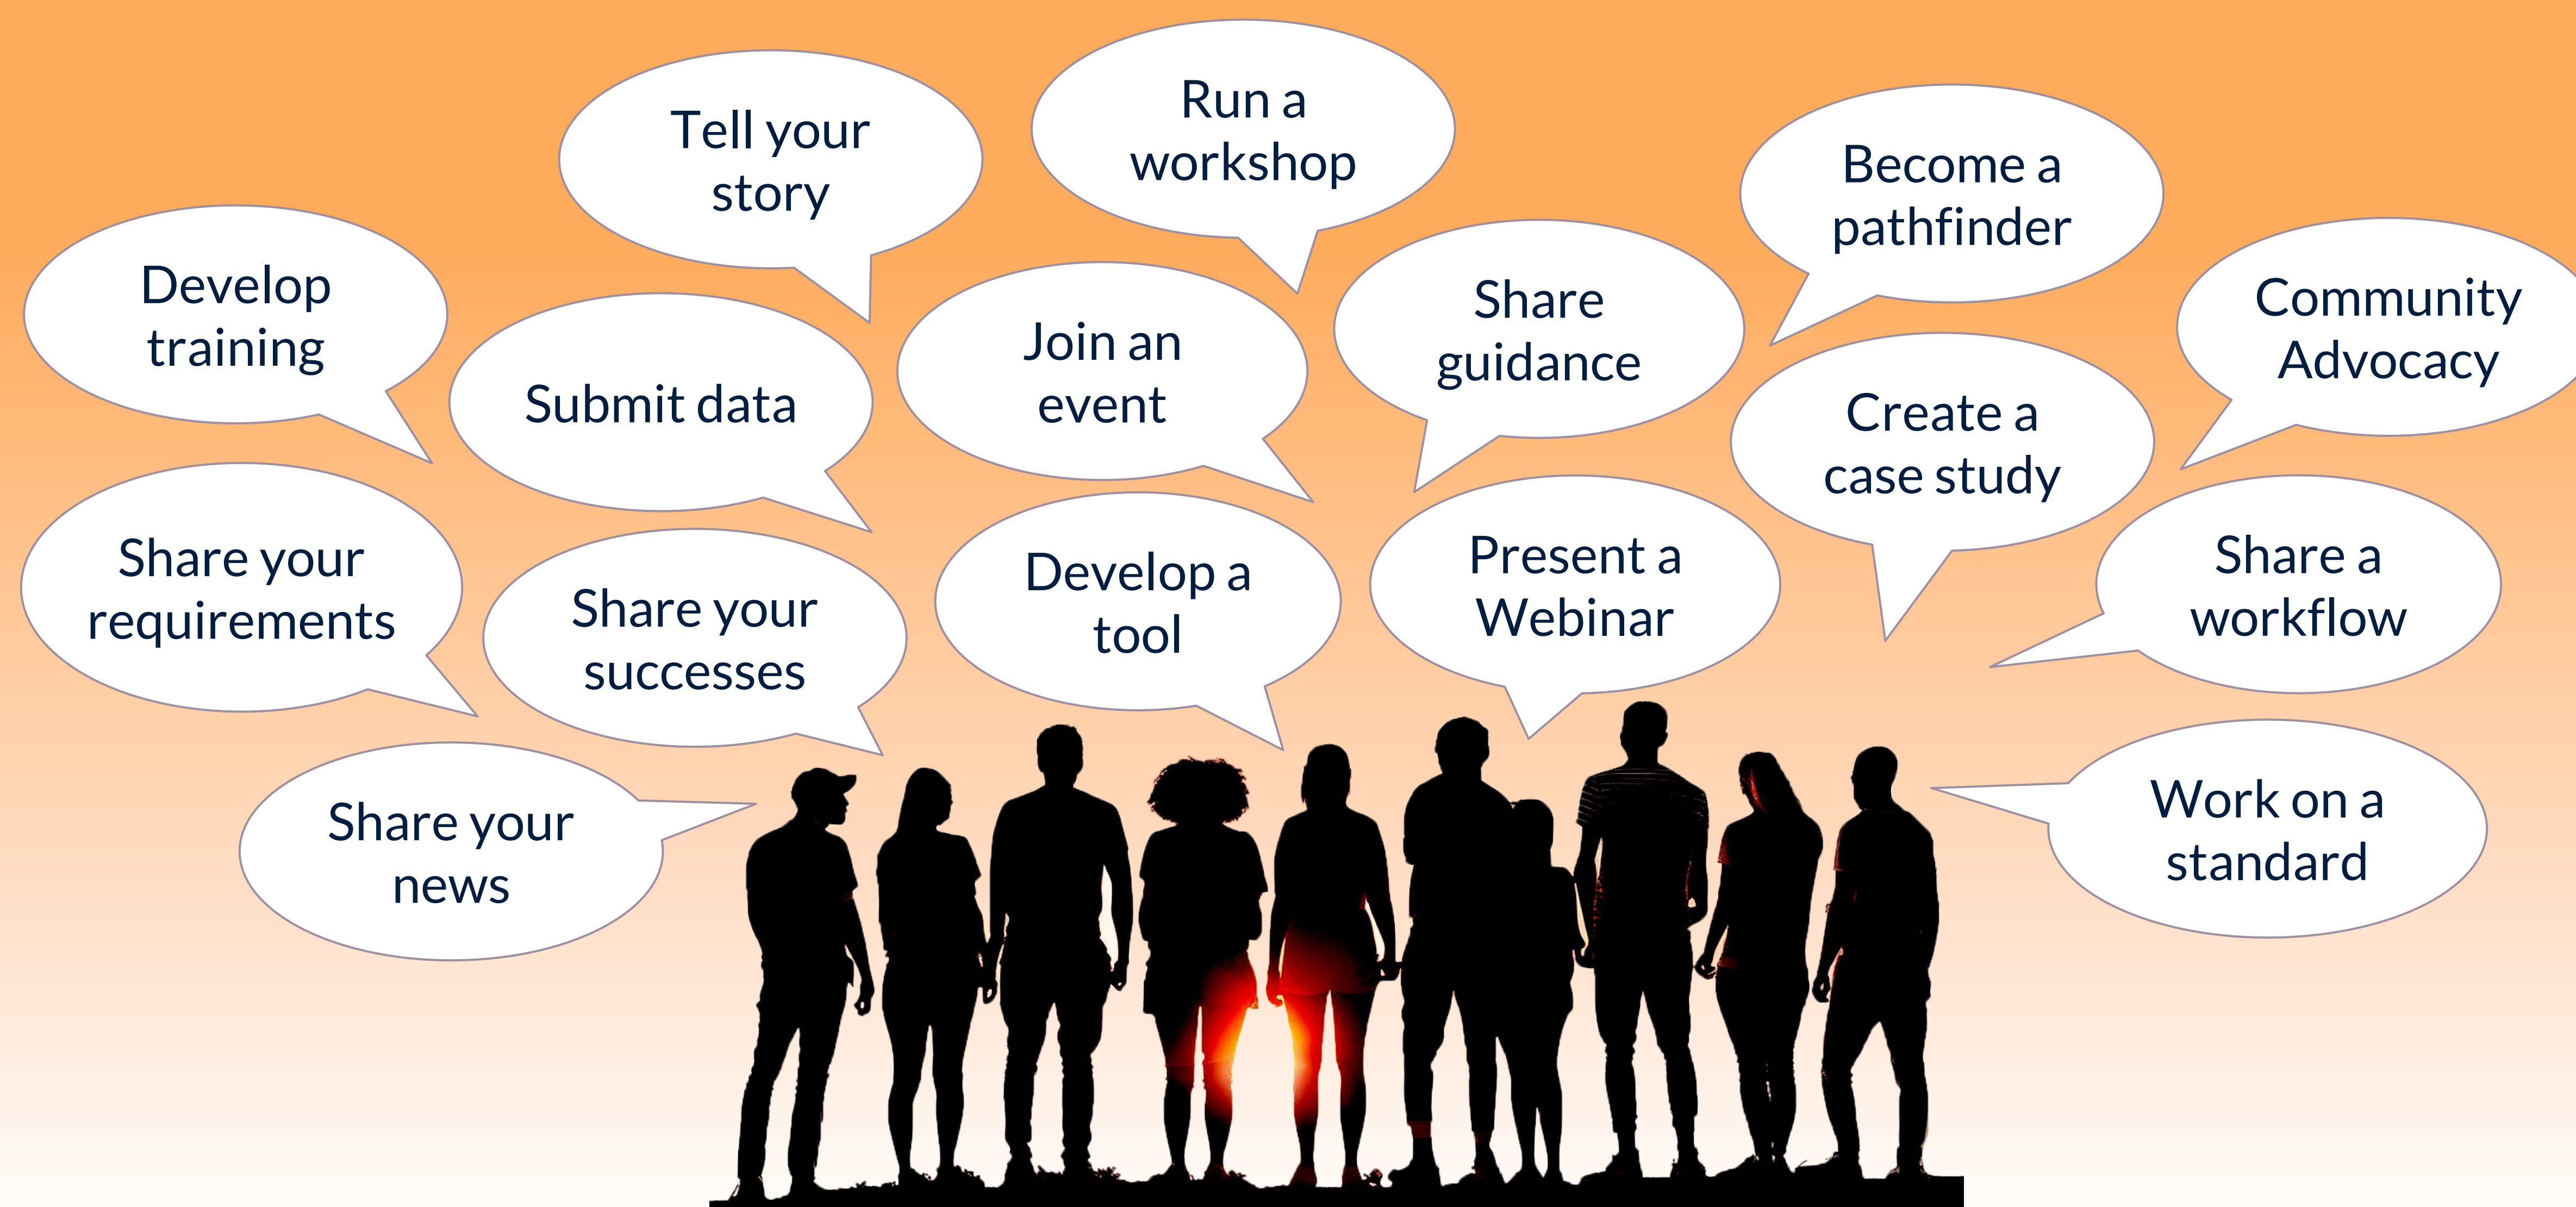 Run a
workshop
Tell your
story
Become a
pathfinder
Develop
training
Submit data
Join an
event
Share
guidance
Create a
case study
Community
Advocacy
Share your
requirements
Share your
successes
Develop a
tool
Present a
Webinar
Share a
workflow
Share your
news
Work on a
standard